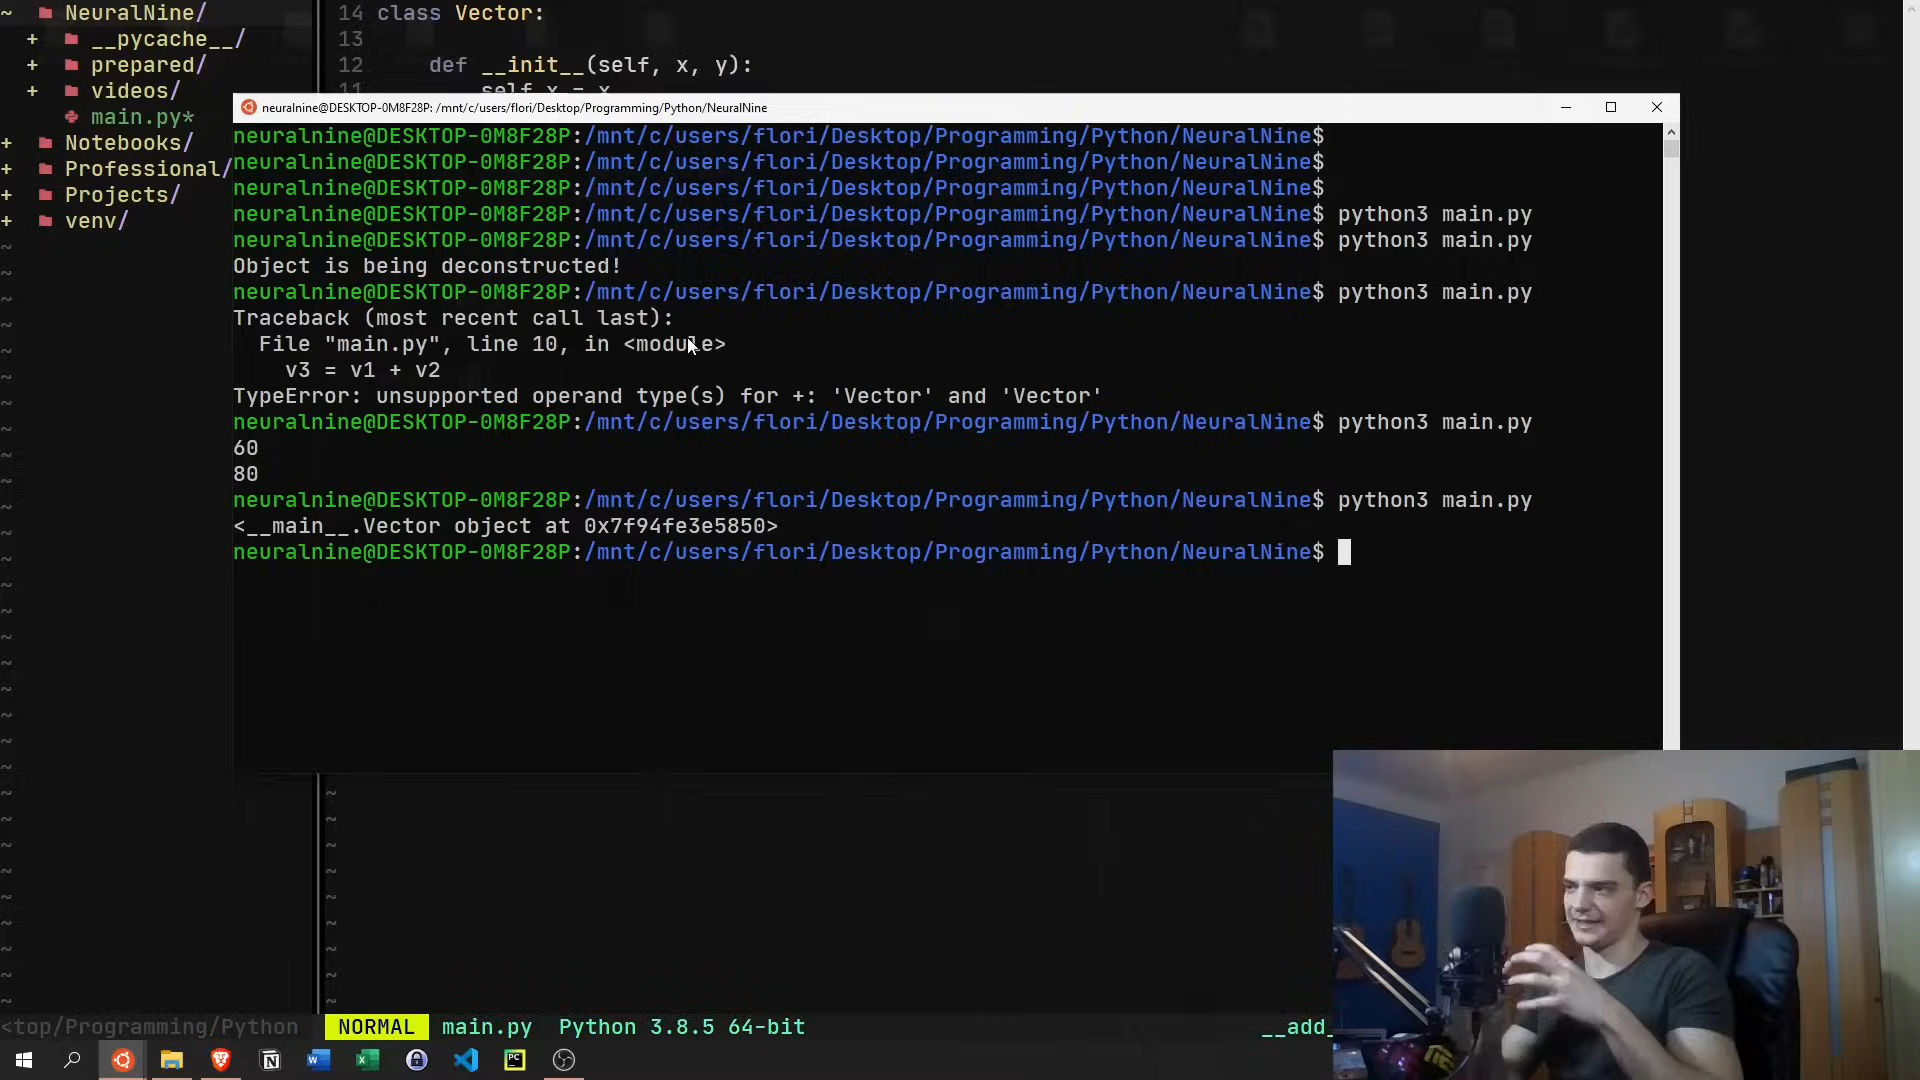 ~ NeuralNine/
+ __pycache__/
+ prepared/
+ videos/
main.py*
+ Notebooks/
+ Professional/
+ Projects/
+ venv/
14 class Vector:
13
12 def __init__(self, x, y):
11 self.x = x
neuralnine@DESKTOP-0M8F28P: /mnt/c/users/flori/Desktop/Programming/Python/NeuralNine
neuralnine@DESKTOP-0M8F28P:/mnt/c/users/flori/Desktop/Programming/Python/NeuralNine$
neuralnine@DESKTOP-0M8F28P:/mnt/c/users/flori/Desktop/Programming/Python/NeuralNine$
neuralnine@DESKTOP-0M8F28P:/mnt/c/users/flori/Desktop/Programming/Python/NeuralNine$
neuralnine@DESKTOP-0M8F28P:/mnt/c/users/flori/Desktop/Programming/Python/NeuralNine$ python3 main.py
neuralnine@DESKTOP-0M8F28P:/mnt/c/users/flori/Desktop/Programming/Python/NeuralNine$ python3 main.py
Object is being deconstructed!
neuralnine@DESKTOP-0M8F28P:/mnt/c/users/flori/Desktop/Programming/Python/NeuralNine$ python3 main.py
Traceback (most recent call last):
File "main.py", line 10, in <module>
v3 = v1 + v2
TypeError: unsupported operand type(s) for +: 'Vector' and 'Vector'
neuralnine@DESKTOP-0M8F28P:/mnt/c/users/flori/Desktop/Programming/Python/NeuralNine$ python3 main.py
60
80
neuralnine@DESKTOP-0M8F28P:/mnt/c/users/flori/Desktop/Programming/Python/NeuralNine$ python3 main.py
<__main__.Vector object at 0x7f94fe3e5850>
neuralnine@DESKTOP-0M8F28P:/mnt/c/users/flori/Desktop/Programming/Python/NeuralNine$
<top/Programming/Python NORMAL main.py Python 3.8.5 64-bit __add_